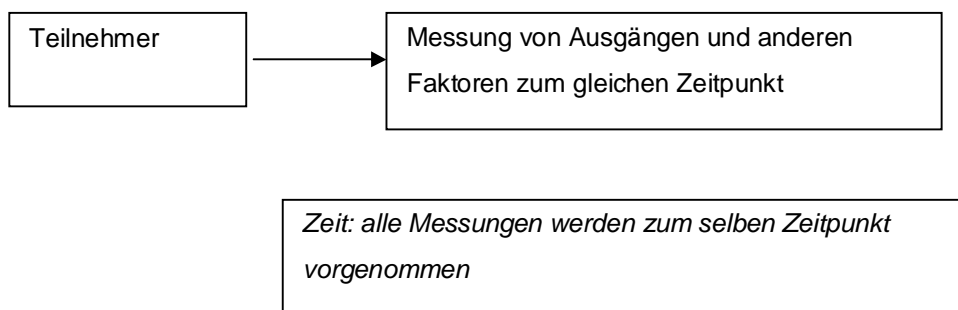 Teilnehmer
Messung von Ausgängen und anderen
Faktoren zum gleichen Zeitpunkt
Zeit: alle Messungen werden zum selben Zeitpunkt
vorgenommen